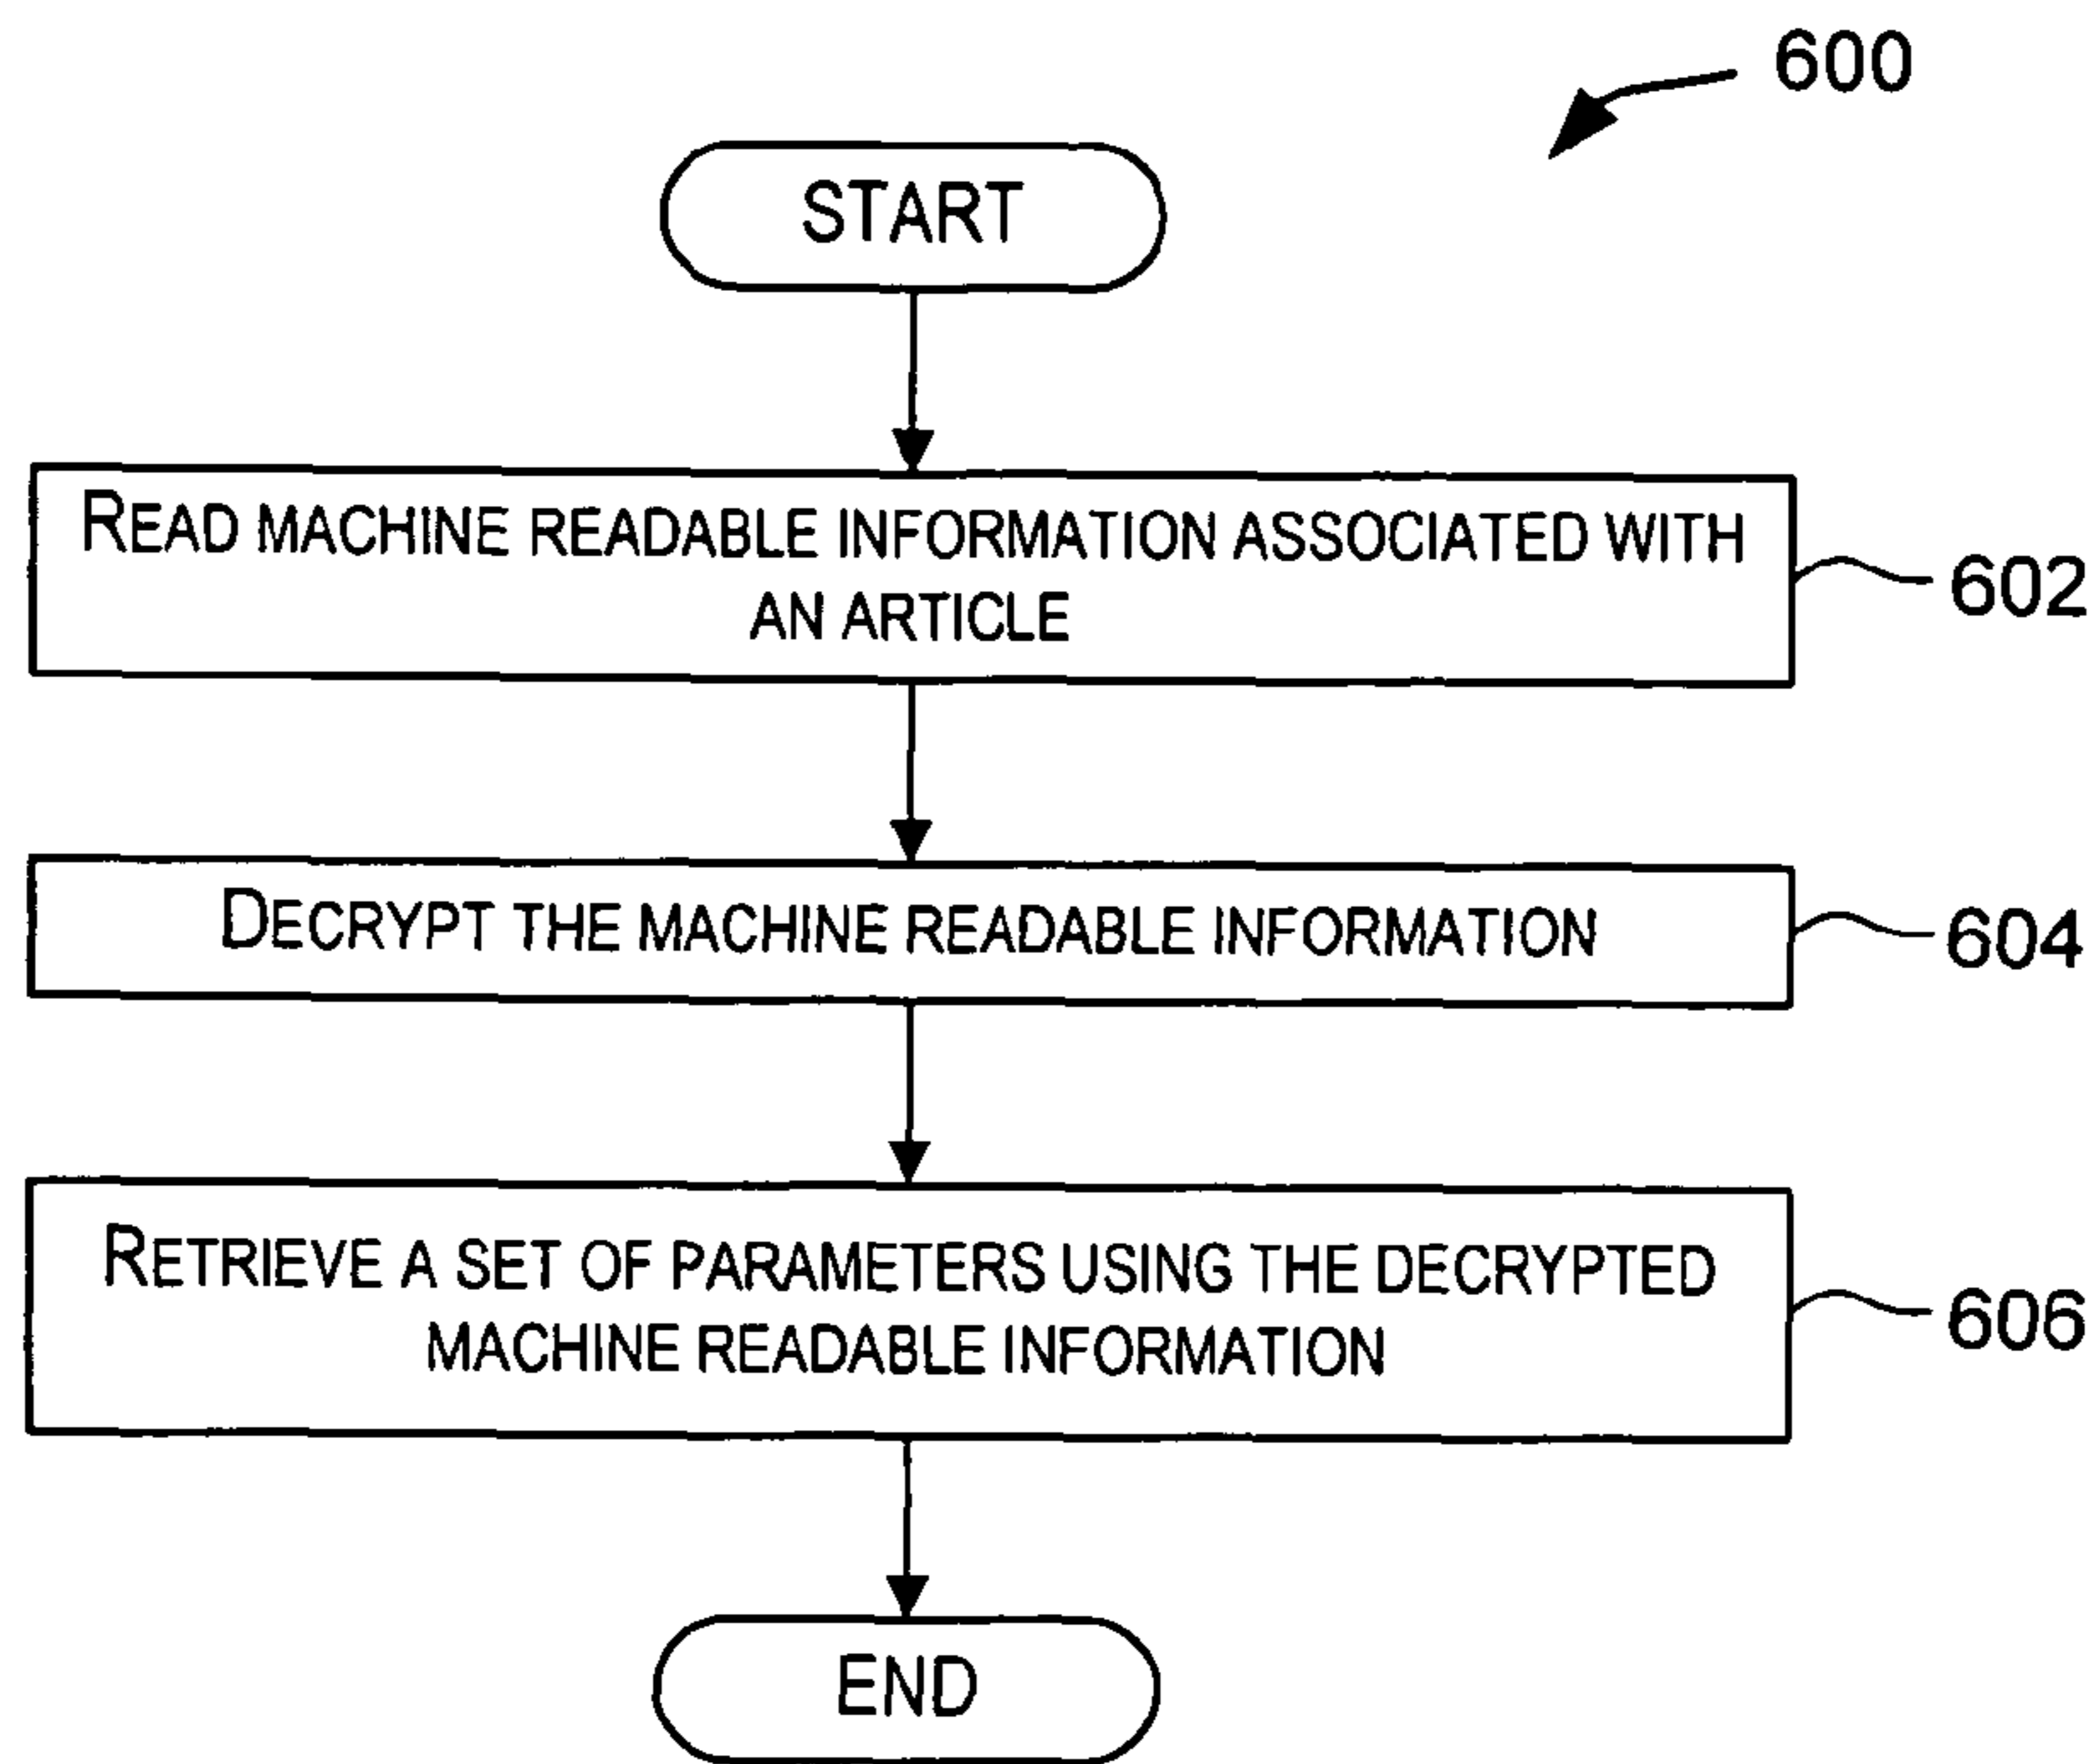 600
START
READ MACHINE READABLE INFORMATION ASSOCIATED WITH
AN ARTICLE
602
DECRYPT THE MACHINE READABLE INFORMATION
604
RETRIEVE A SET OF PARAMETERS USING THE DECRYPTED
MACHINE READABLE INFORMATION
606
END